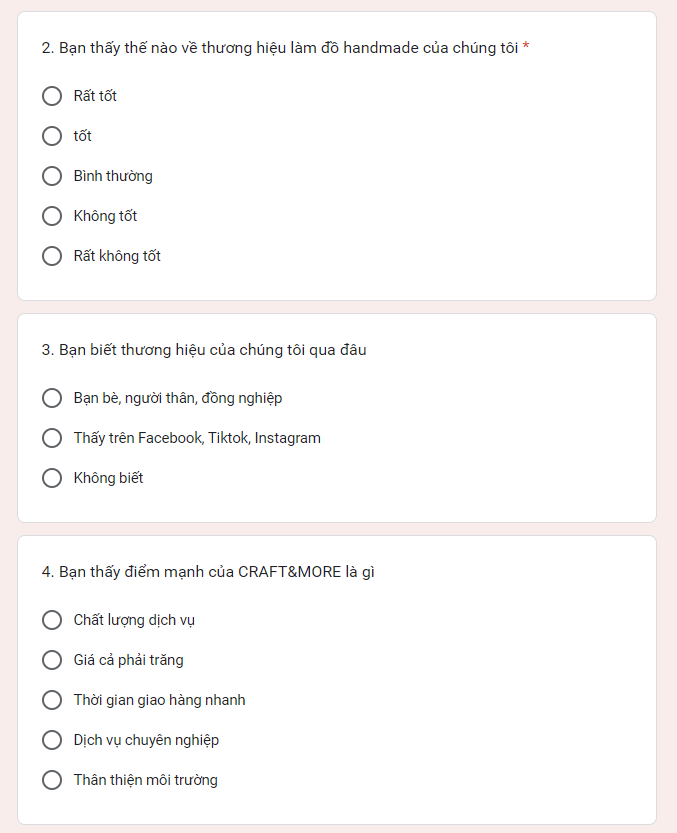 2. Bạn thấy thế nào về thương hiệu làm đồ handmade của chúng tôi *
Rất tốt
tốt
Bình thường
Không tốt
Rất không tốt
3. Bạn biết thương hiệu của chúng tôi qua đâu
Bạn bè, người thân, đồng nghiệp
Thấy trên Facebook, Tiktok, Instagram
Không biết
4. Bạn thấy điểm mạnh của CRAFT&MORE là gì
Chất lượng dịch vụ
Giá cả phải trăng
Thời gian giao hàng nhanh
Dịch vụ chuyên nghiệp
Thân thiện môi trường